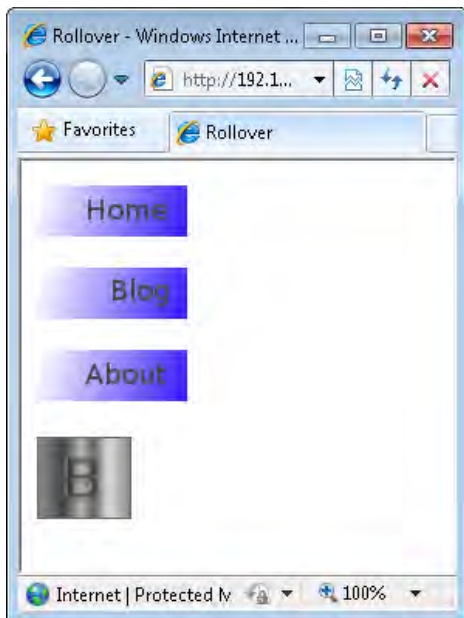 Rollover - Windows Internet ...
http://192.1...
Favorites
Rollover
Home
Blog
About
B
Internet | Protected M
100%